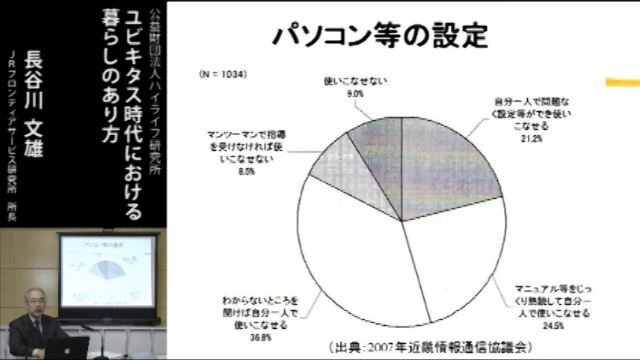 公益財団法人ハイライフ研究所
ユビキタス時代における
暮らしのあり方
長谷川 文雄
JRフロンティアサービス研究所 所長
パソコン等の設定
(N = 1034)
使いこなせない
9.0%
自分一人で問題な
く設定等ができ使い
こなせる
21.2%
マンツーマンで指導
を受けなければ使
いこなせない
8.5%
わからないところを
聞けば自分一人で
使いこなせる
36.8%
マニュアル等をじっ
くり熟読して自分一
人で使いこなせる
24.5%
(出典:2007年近畿情報通信協議会)
パソコン等の設定